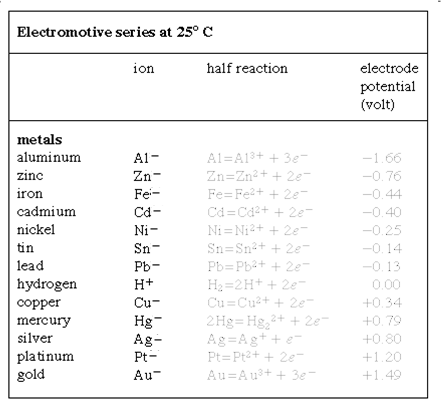 Electromotive series at 25° C
ion half reaction electrode potential (volt)
metals
aluminum Al− Al=Al³⁺ + 3e− −1.66
zinc Zn− Zn=Zn²⁺ + 2e− −0.76
iron Fe− Fe=Fe²⁺ + 2e− −0.44
cadmium Cd− Cd=Cd²⁺ + 2e− −0.40
nickel Ni− Ni=Ni²⁺ + 2e− −0.25
tin Sn− Sn=Sn²⁺ + 2e− −0.14
lead Pb− Pb=Pb²⁺ + 2e− −0.13
hydrogen H⁺ H₂=2H⁺ + 2e− 0.00
copper Cu− Cu=Cu²⁺ + 2e− +0.34
mercury Hg− 2Hg=Hg₂²⁺ + 2e− +0.79
silver Ag− Ag=Ag⁺ + e− +0.80
platinum Pt− Pt=Pt²⁺ + 2e− +1.20
gold Au− Au=Au³⁺ + 3e− +1.49